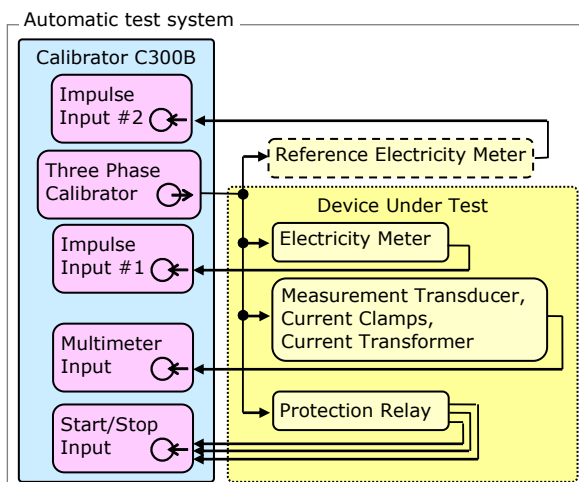 Automatic test system
Calibrator C300B
Impulse
Input #2
Three Phase
Calibrator
Impulse
Input #1
Multimeter
Input
Start/Stop
Input
Reference Electricity Meter
Device Under Test
Electricity Meter
Measurement Transducer,
Current Clamps,
Current Transformer
Protection Relay